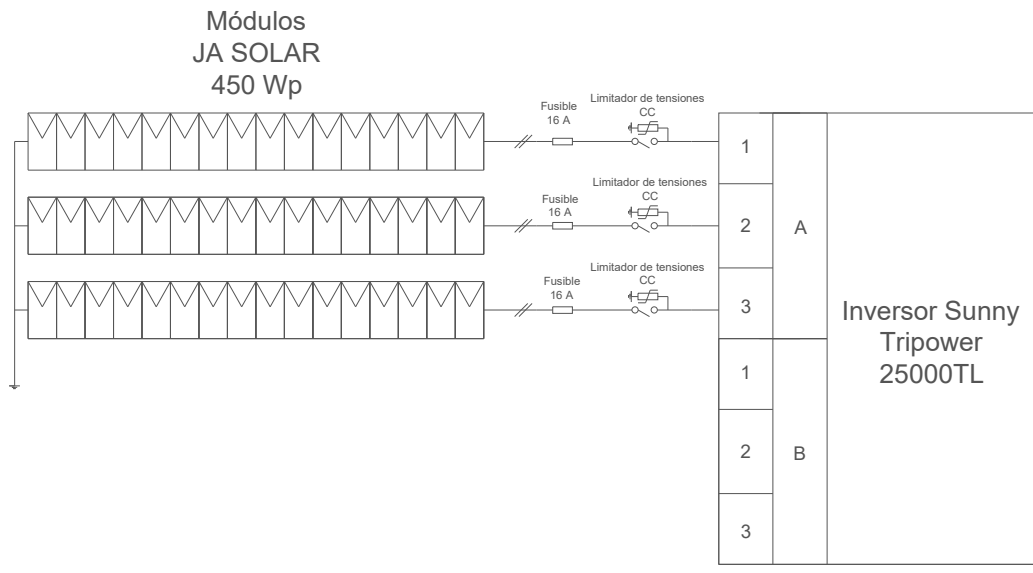 Módulos
JA SOLAR
450 Wp
Fusible
16 A
Limitador de tensiones
CC
1
Fusible
16 A
Limitador de tensiones
CC
2
A
Fusible
16 A
Limitador de tensiones
CC
3
Inversor Sunny
Tripower
25000TL
1
2
B
3